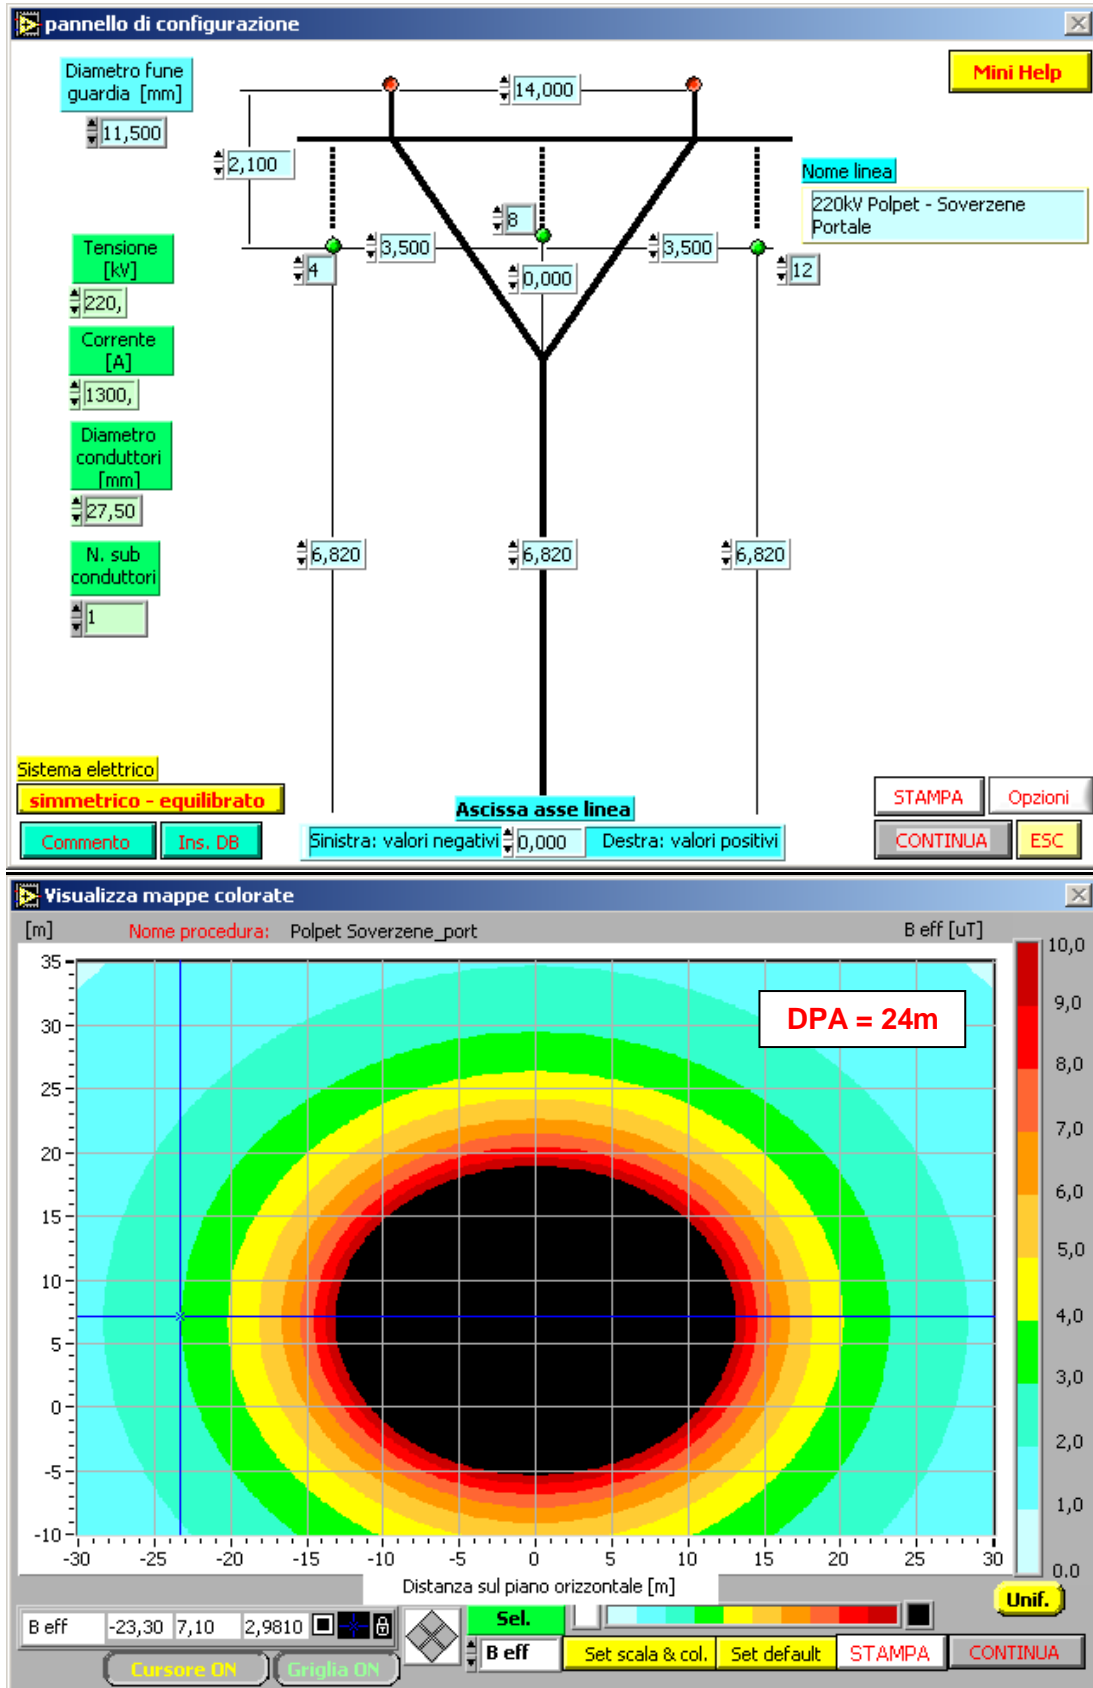 pannello di configurazione
Diametro fune
guardia [mm]
11,500
14,000
Mini Help
2,100
Nome linea
220kV Polpet - Soverzene
Portale
8
Tensione
[kV]
220,
4
3,500
0,000
3,500
12
Corrente
[A]
1300,
Diametro
conduttori
[mm]
27,50
N. sub
conduttori
1
6,820
6,820
6,820
Sistema elettrico
simmetrico - equilibrato
Commento
Ins. DB
Ascissa asse linea
Sinistra: valori negativi
0,000
Destra: valori positivi
STAMPA
Opzioni
CONTINUA
ESC
Visualizza mappe colorate
[m]
Nome procedura: Polpet Soverzene_port
B eff [uT]
DPA = 24m
35
30
25
20
15
10
5
0
-5
-10
-30 -25 -20 -15 -10 -5 0 5 10 15 20 25 30
Distanza sul piano orizzontale [m]
10,0
9,0
8,0
7,0
6,0
5,0
4,0
3,0
2,0
1,0
0.0
Unif.
B eff -23,30 7,10 2,9810
Cursore ON
Griglia ON
Sel.
B eff
Set scala & col.
Set default
STAMPA
CONTINUA